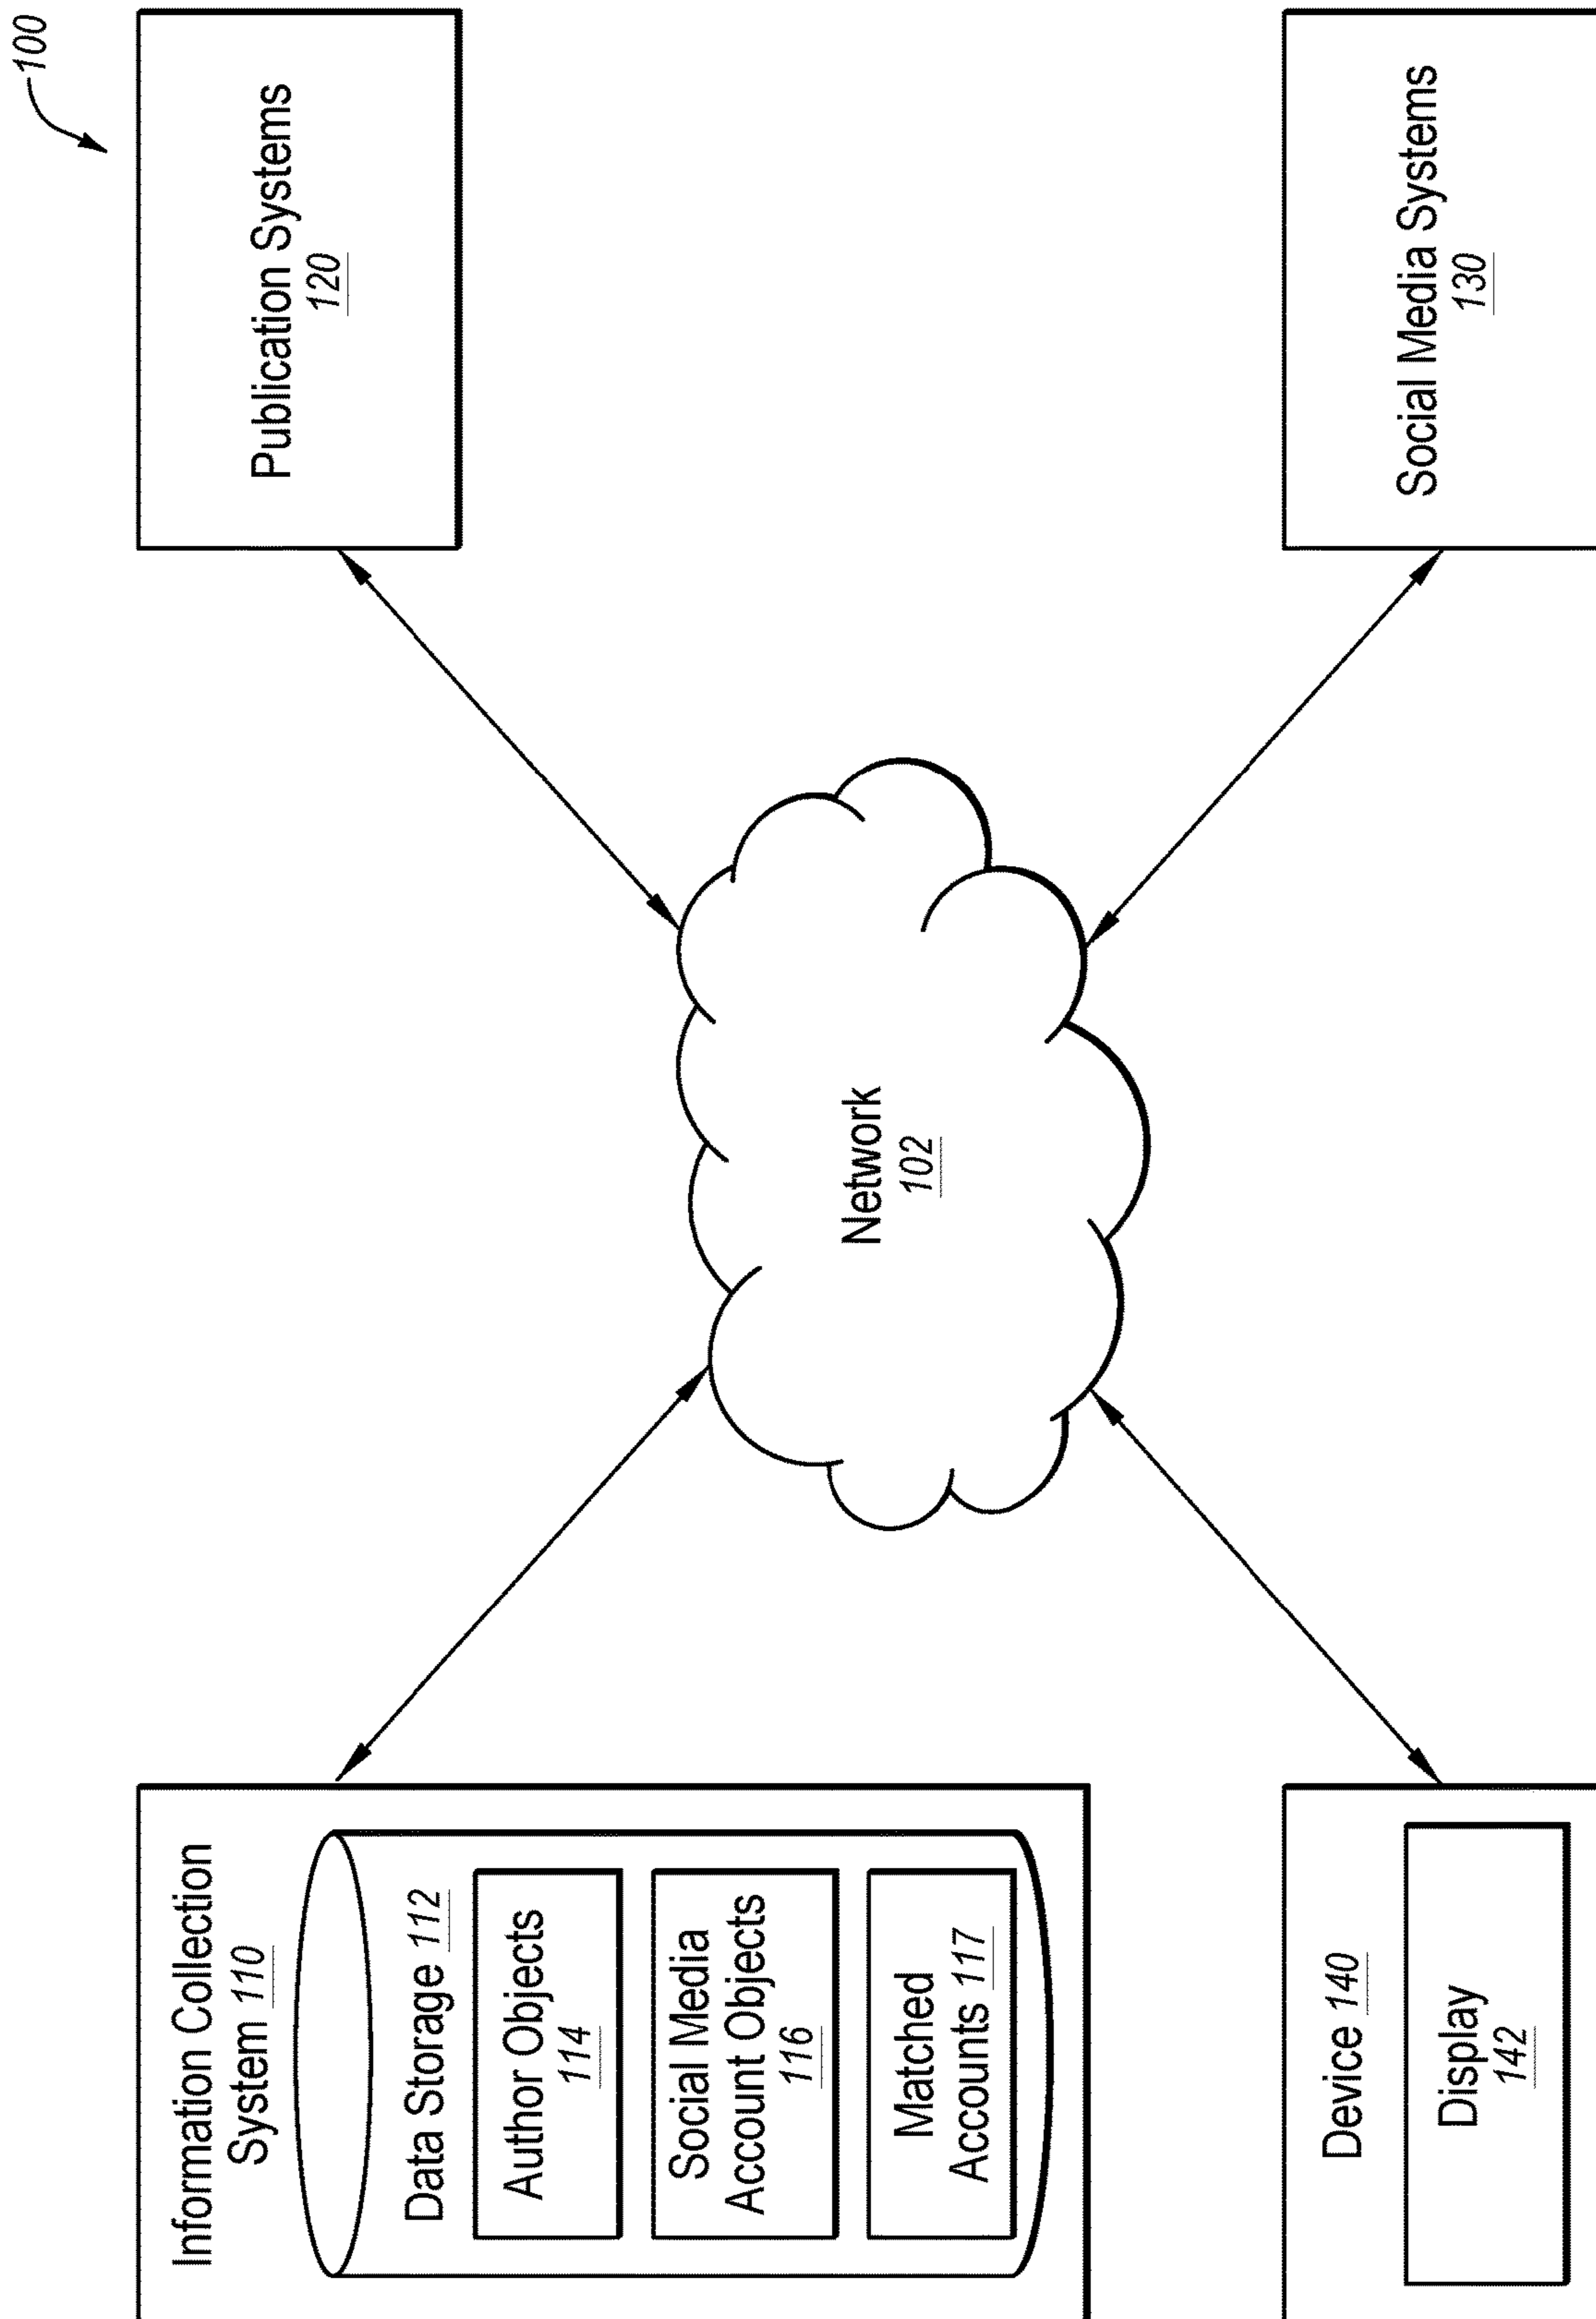 100
Information Collection
System 110
Data Storage 112
Author Objects
114
Social Media
Account Objects
116
Matched
Accounts 117
Publication Systems
120
Network
102
Device 140
Display
142
Social Media Systems
130